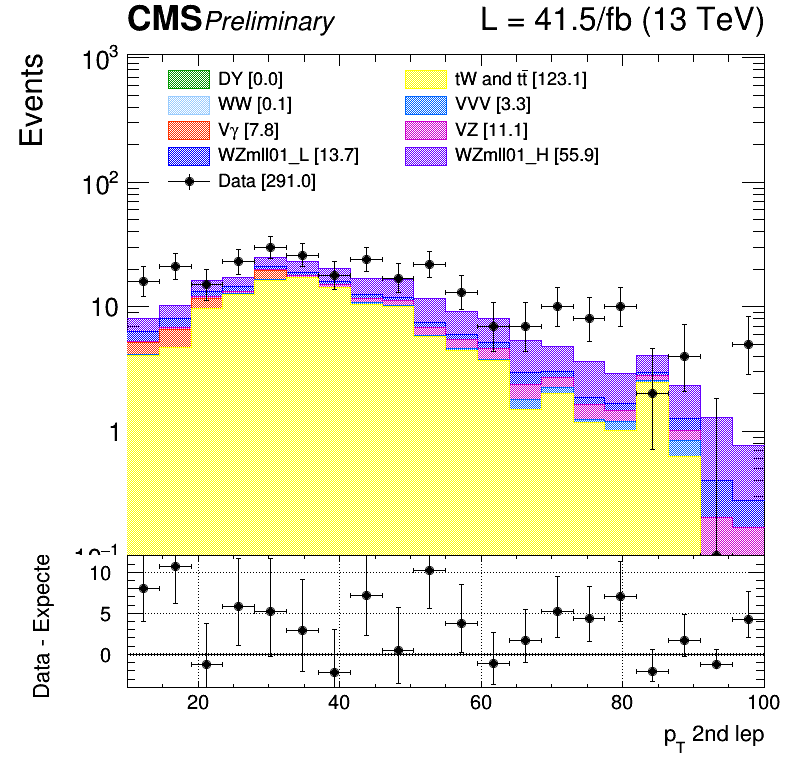 CMS Preliminary L = 41.5/fb (13 TeV)
Events
10³
10²
10
1
DY [0.0]
WW [0.1]
Vγ [7.8]
WZmll01_L [13.7]
Data [291.0]
tW and tt̄ [123.1]
VVV [3.3]
VZ [11.1]
WZmll01_H [55.9]
Data - Expecte
10
5
0
20 40 60 80 100
p_T 2nd lep